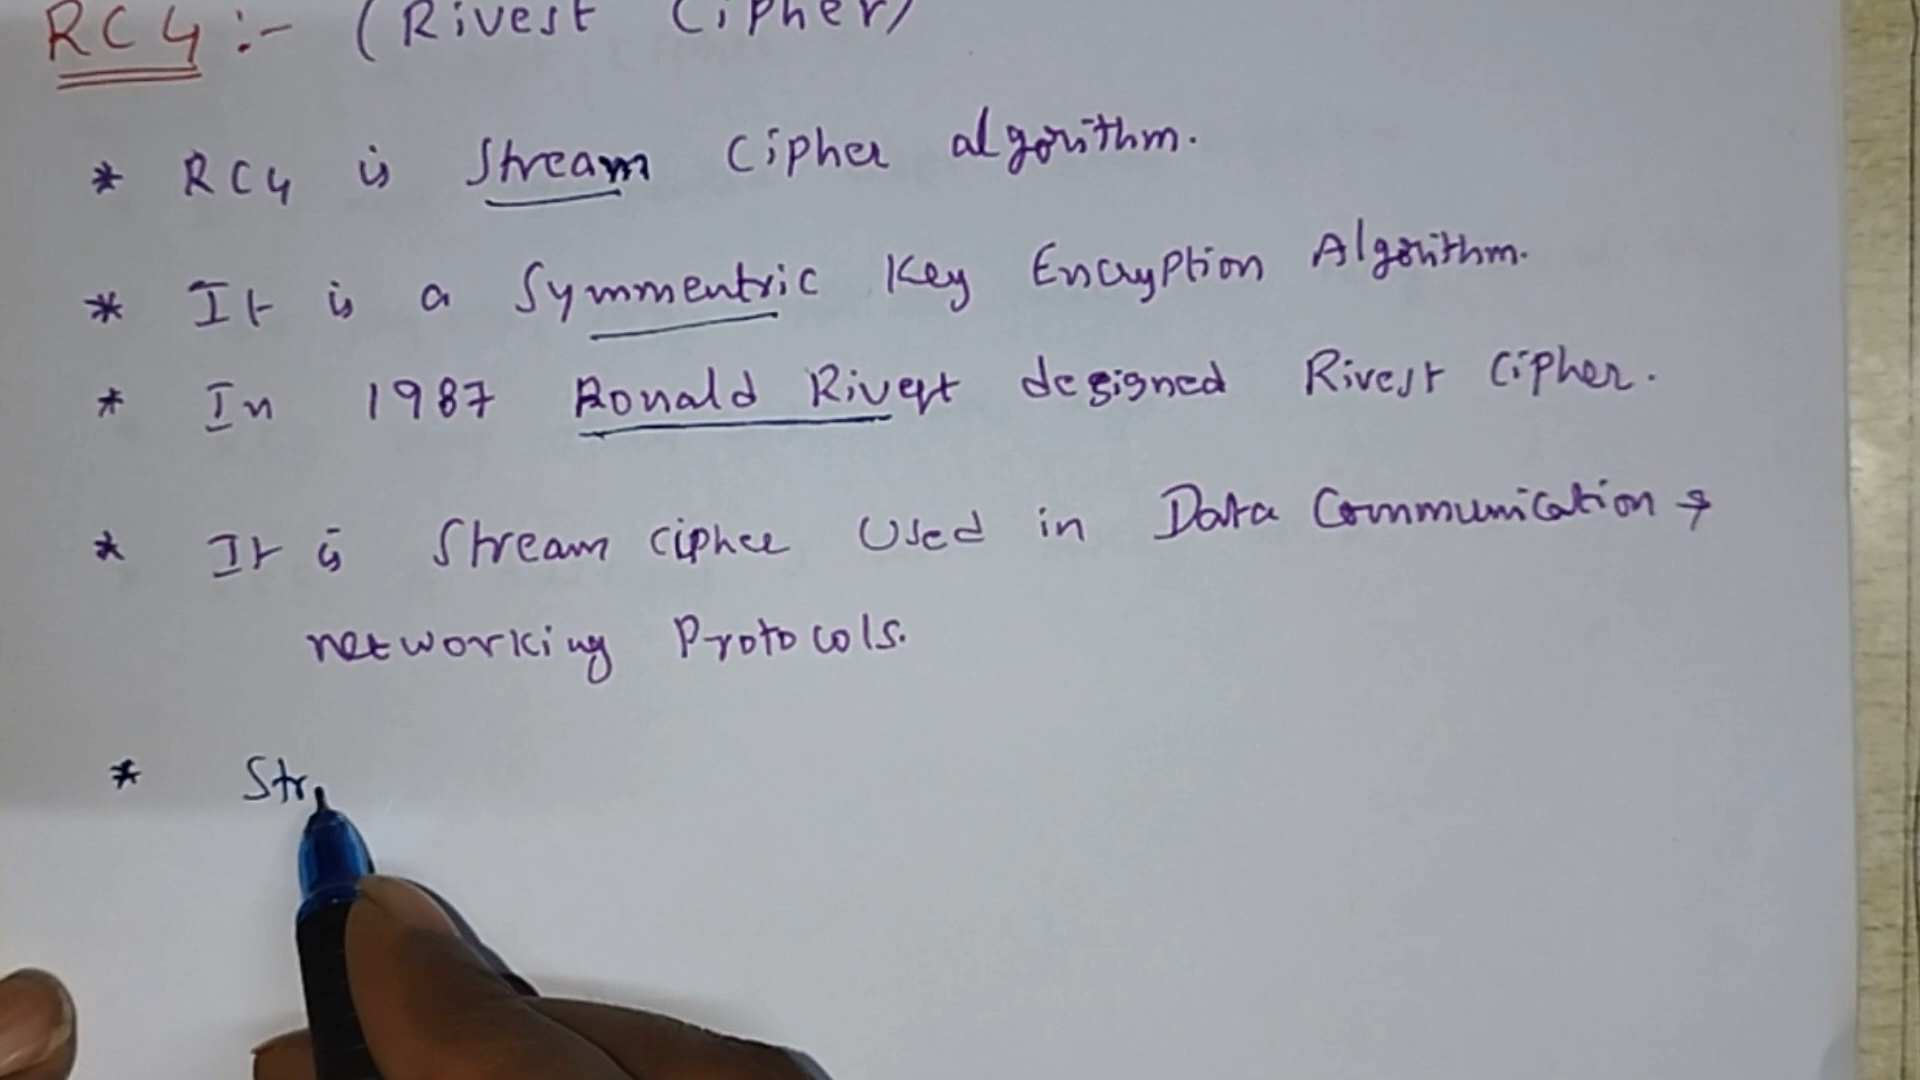 RC4 :- (Rivest Cipher)
* RC4 is Stream Cipher algorithm.
* It is a Symmentric Key Encryption Algorithm.
* In 1987 Ronald Rivest designed Rivest Cipher.
* It is Stream cipher Used in Data Communication &
networking Protocols.
* Str